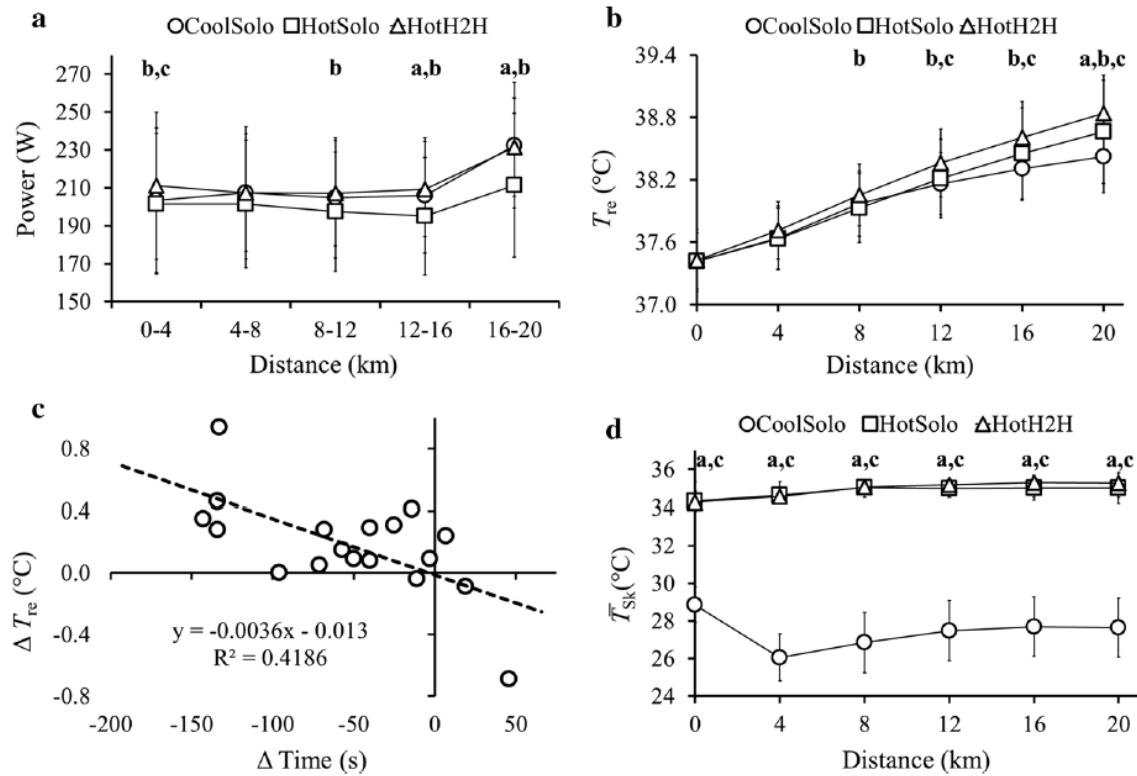 a
CoolSolo HotSolo HotH2H
b,c b a,b a,b
270
250
230
210
190
170
150
Power (W)
0-4 4-8 8-12 12-16 16-20
Distance (km)
b
CoolSolo HotSolo HotH2H
b b,c b,c a,b,c
39.4
38.8
38.2
37.6
37.0
Tre (°C)
0 4 8 12 16 20
Distance (km)
c
0.8
0.4
0.0
-0.4
-0.8
Δ Tre (°C)
y = -0.0036x - 0.013
R² = 0.4186
-200 -150 -100 -50 0 50
Δ Time (s)
d
CoolSolo HotSolo HotH2H
a,c a,c a,c a,c a,c a,c
36
34
32
30
28
26
24
T̅Sk(°C)
0 4 8 12 16 20
Distance (km)